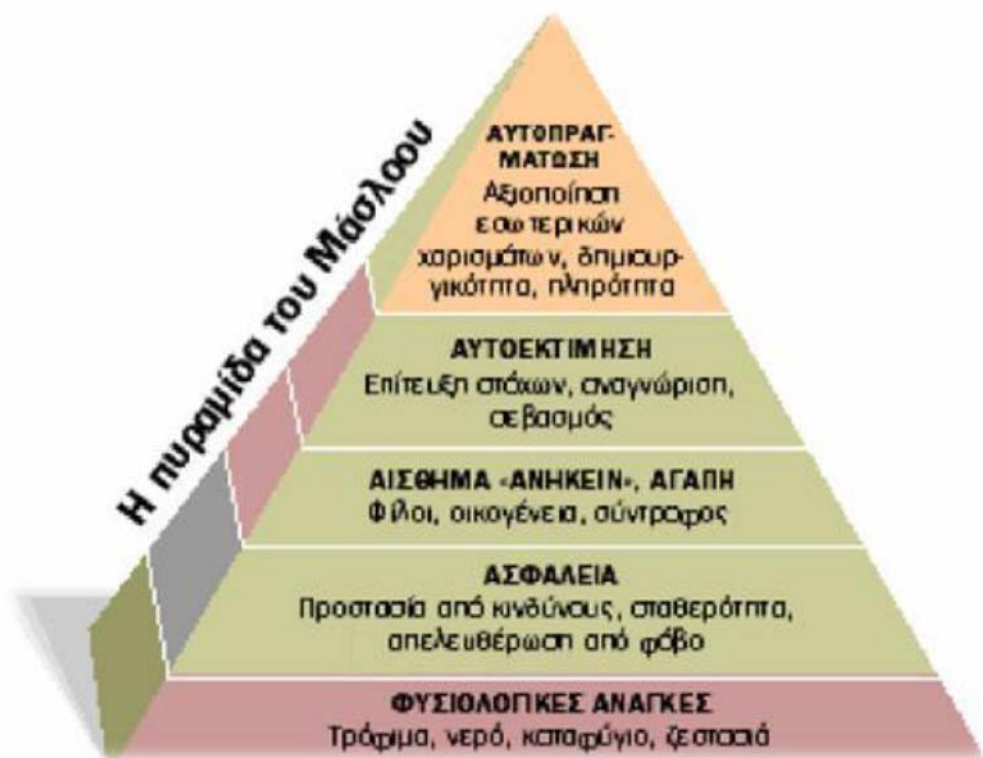 Η πυραμίδα του Μάσλοου
ΑΥΤΟΠΡΑΓ-
ΜΑΤΩΣΗ
Αξιοποίηση
εσωτερικών
χαρισμάτων, δημιουρ-
γικότητα, πληρότητα
ΑΥΤΟΕΚΤΙΜΗΣΗ
Επίτευξη στόχων, αναγνώριση,
σεβασμός
ΑΙΣΘΗΜΑ «ΑΝΗΚΕΙΝ», ΑΓΑΠΗ
Φίλοι, οικογένεια, σύντροφος
ΑΣΦΑΛΕΙΑ
Προστασία από κινδύνους, σταθερότητα,
απελευθέρωση από φόβο
ΦΥΣΙΟΛΟΓΙΚΕΣ ΑΝΑΓΚΕΣ
Τρόφιμα, νερό, καταφύγιο, ζεστασιά